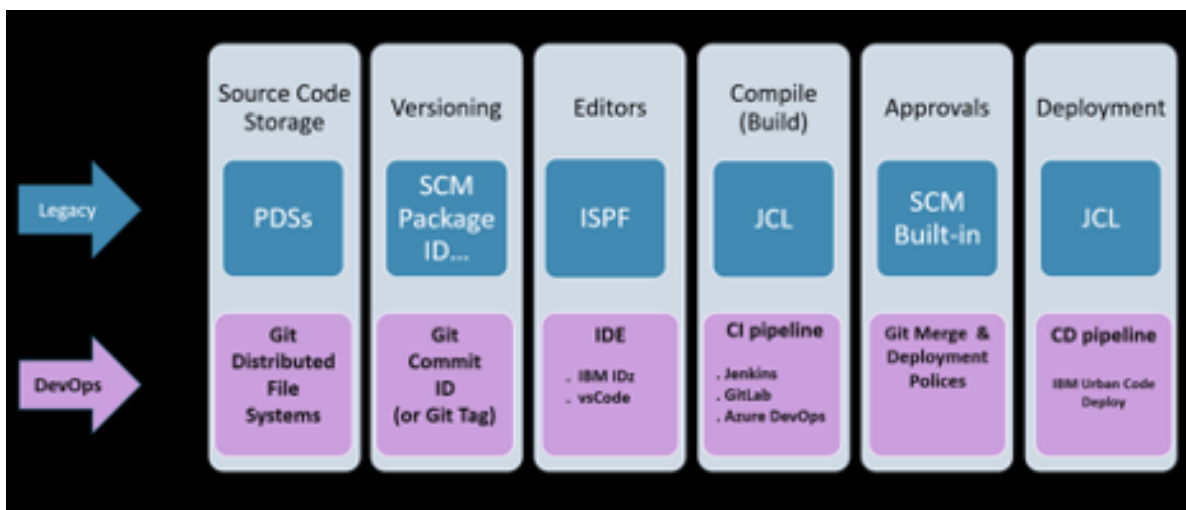 Source Code
Storage
Versioning
Editors
Compile
(Build)
Approvals
Deployment
Legacy
PDSs
SCM
Package
ID...
ISPF
JCL
SCM
Built-in
JCL
DevOps
Git
Distributed
File
Systems
Git
Commit
ID
(or Git Tag)
IDE
. IBM IDz
. vsCode
CI pipeline
. Jenkins
. GitLab
. Azure DevOps
Git Merge &
Deployment
Polices
CD pipeline
IBM Urban Code
Deploy